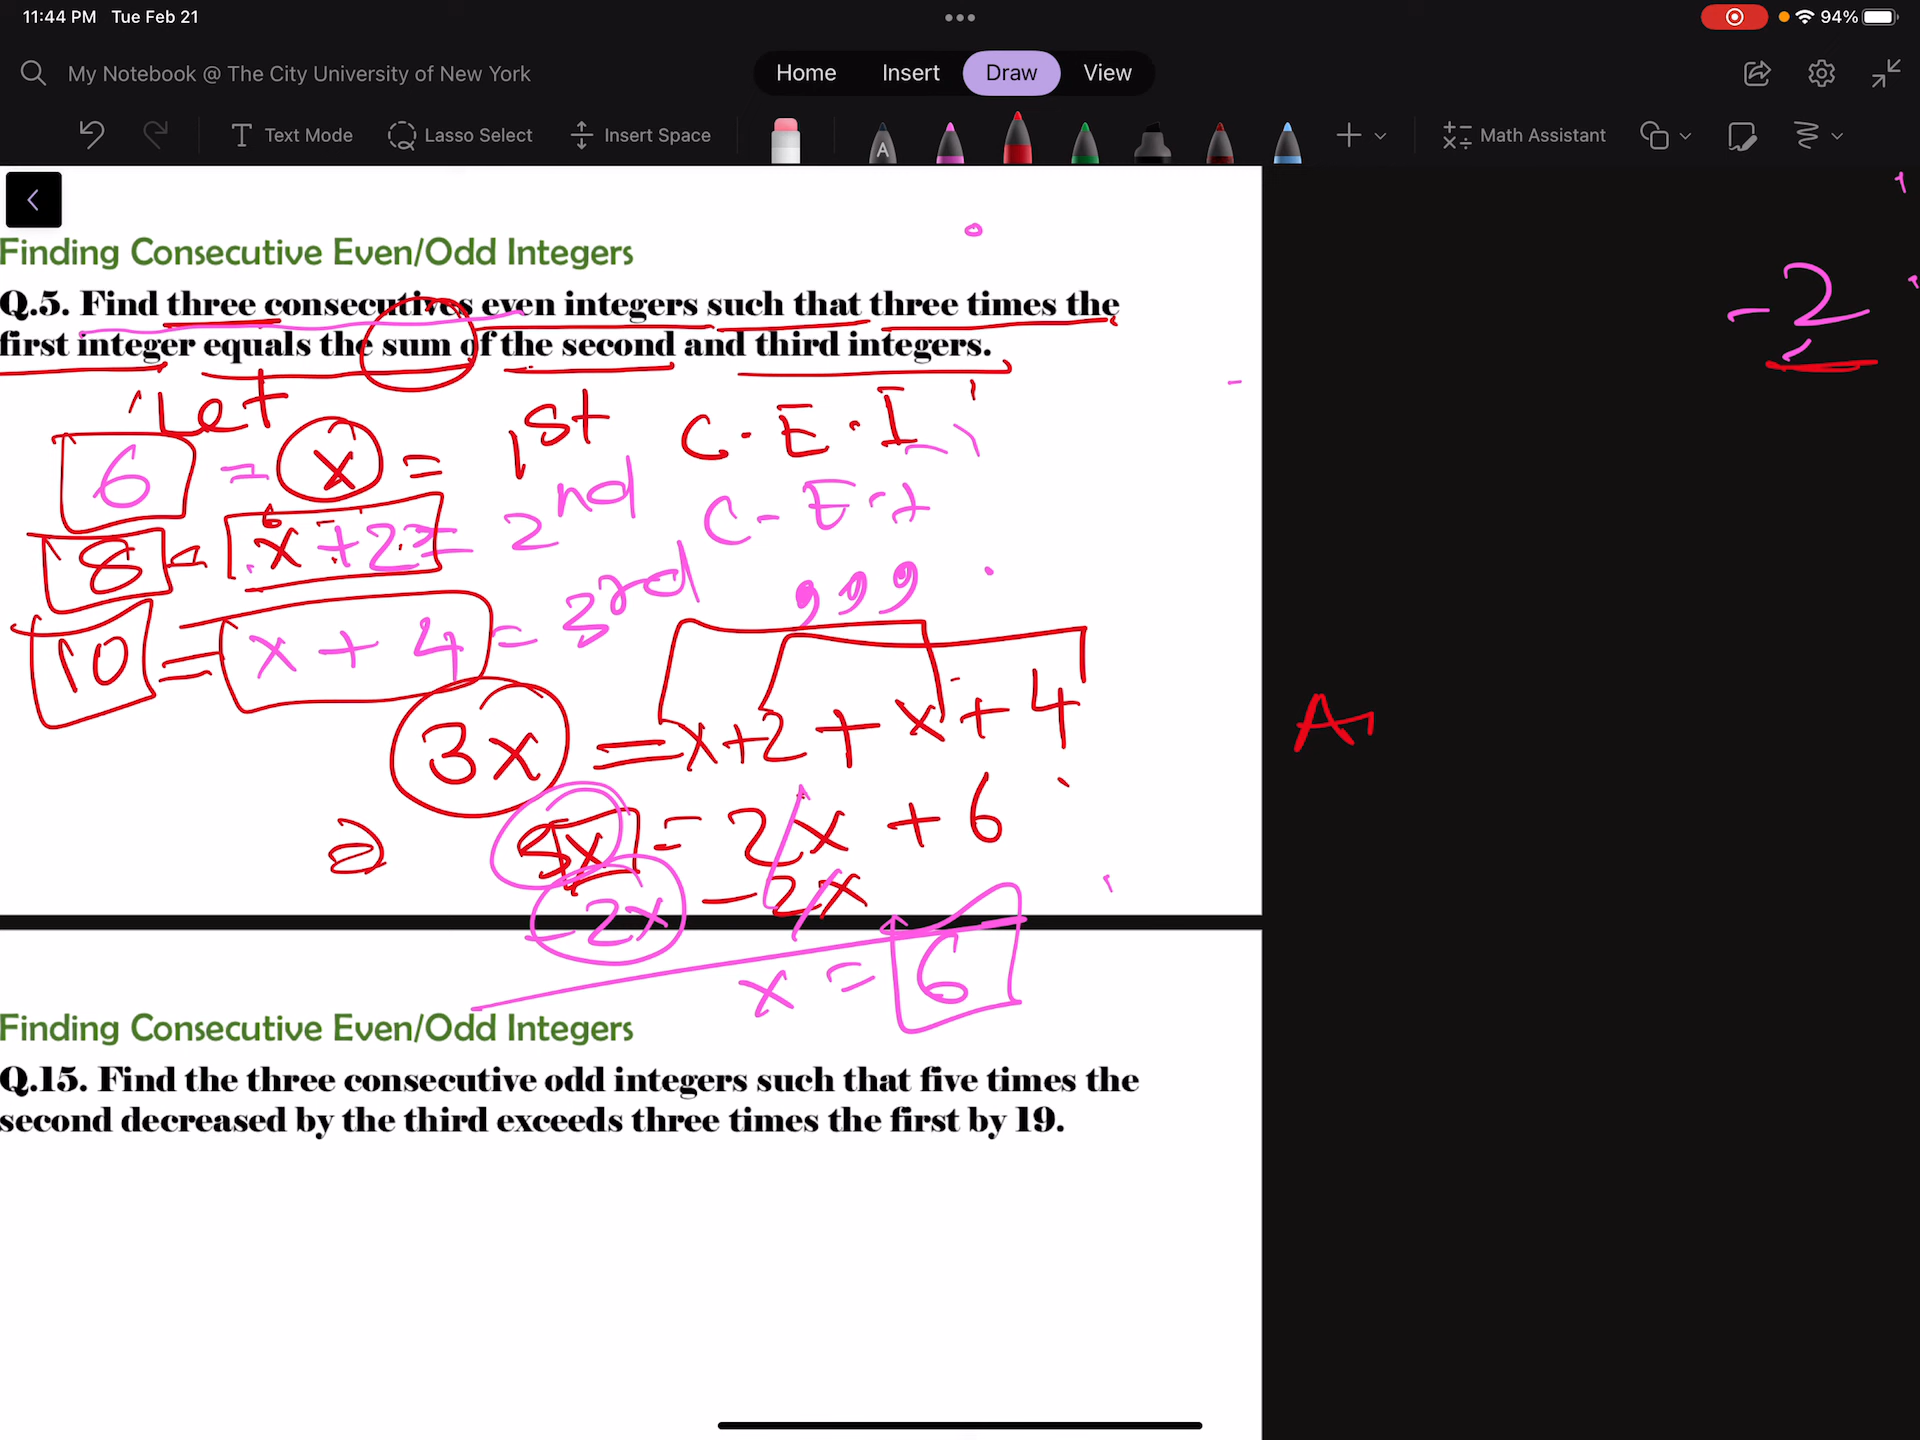 11:44 PM Tue Feb 21
94%
My Notebook @ The City University of New York
Home Insert Draw View
Text Mode Lasso Select Insert Space A Math Assistant
Finding Consecutive Even/Odd Integers
Q.5. Find three consecutives even integers such that three times the
first integer equals the sum of the second and third integers.
-2
Let
6 = x = 1st C.E.I
8 = x+2 = 2nd C-E.I
10 = x + 4 = 3rd
3x = x+2 + x + 4
A
3x = 2x + 6
-2x -2x
x = 6
Finding Consecutive Even/Odd Integers
Q.15. Find the three consecutive odd integers such that five times the
second decreased by the third exceeds three times the first by 19.